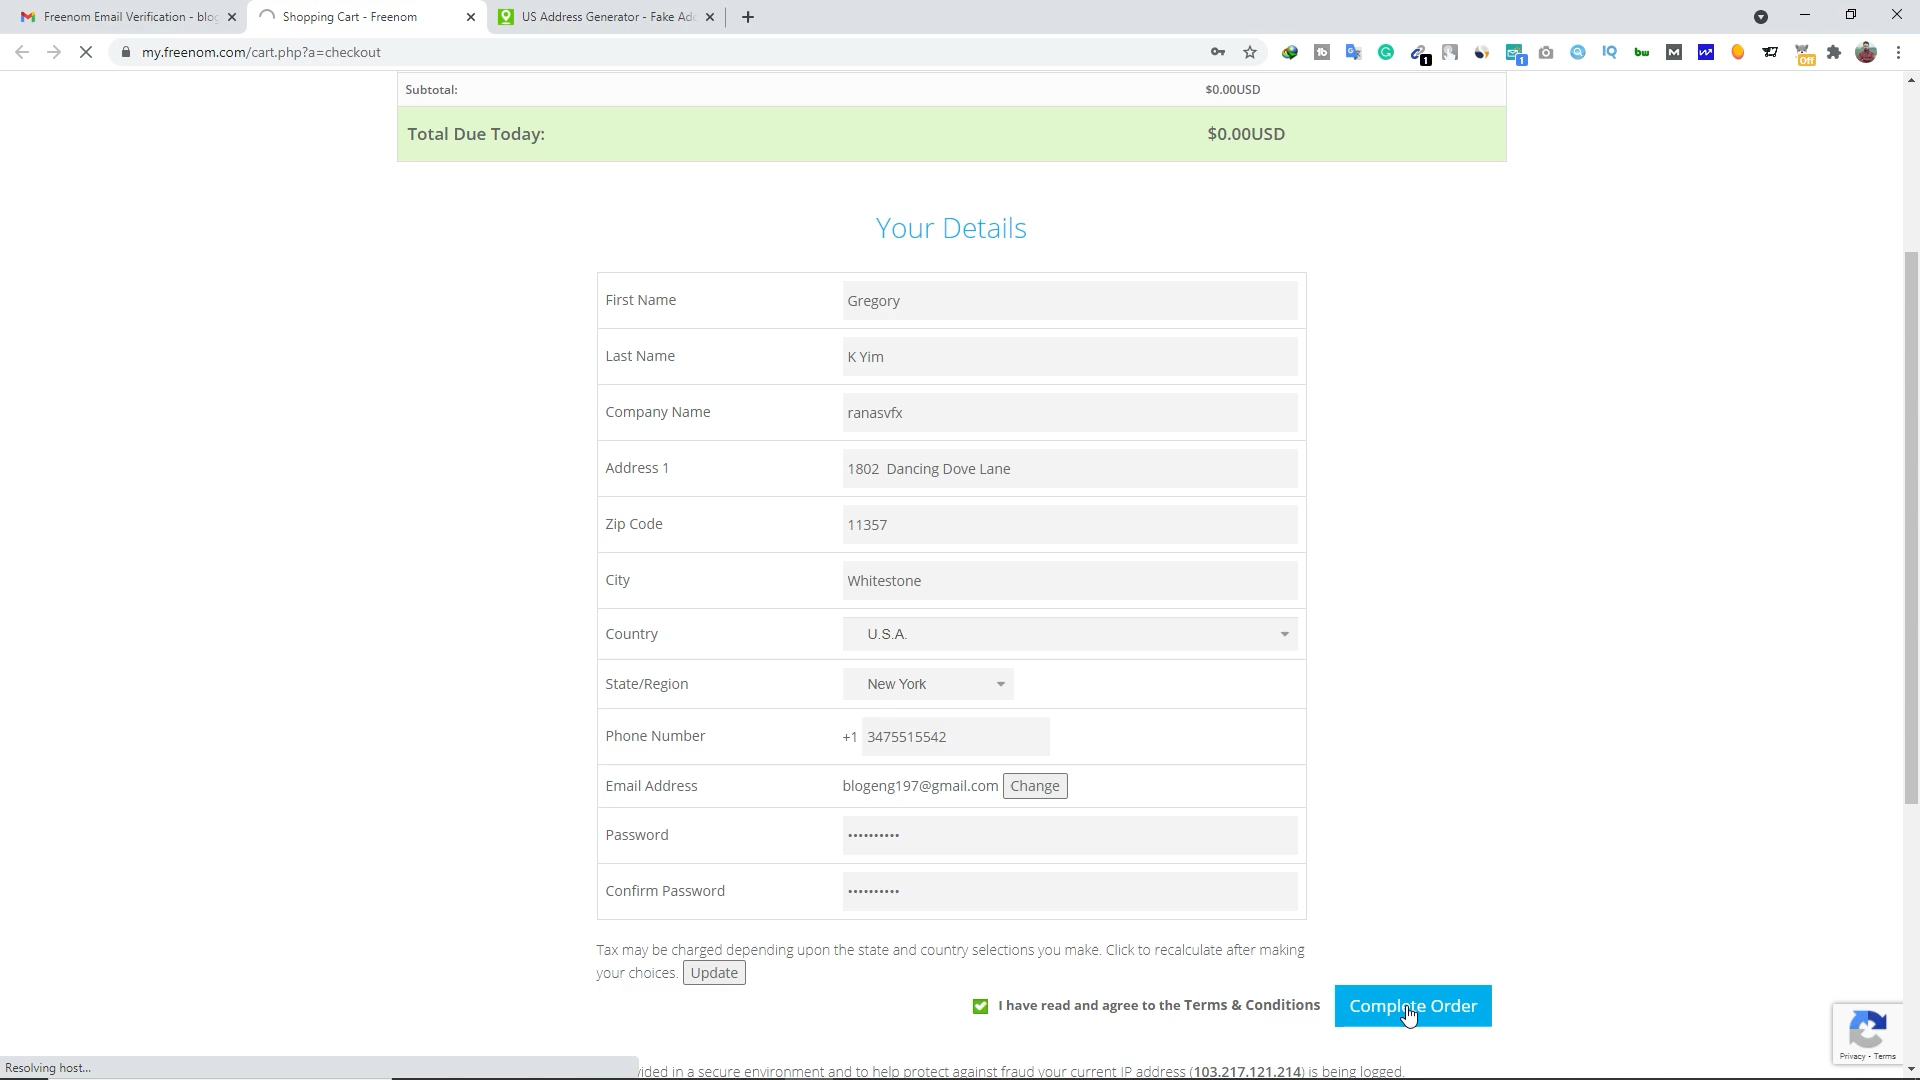 Freenom Email Verification - blog
Shopping Cart - Freenom
US Address Generator - Fake Add
my.freenom.com/cart.php?a=checkout
Subtotal: $0.00USD
Total Due Today: $0.00USD
Your Details
First Name Gregory
Last Name K Yim
Company Name ranasvfx
Address 1 1802 Dancing Dove Lane
Zip Code 11357
City Whitestone
Country U.S.A.
State/Region New York
Phone Number +1 3475515542
Email Address blogeng197@gmail.com Change
Password ••••••••••
Confirm Password ••••••••••
Tax may be charged depending upon the state and country selections you make. Click to recalculate after making
your choices. Update
I have read and agree to the Terms & Conditions Complete Order
Privacy - Terms
Resolving host...
vided in a secure environment and to help protect against fraud your current IP address (103.217.121.214) is being logged.